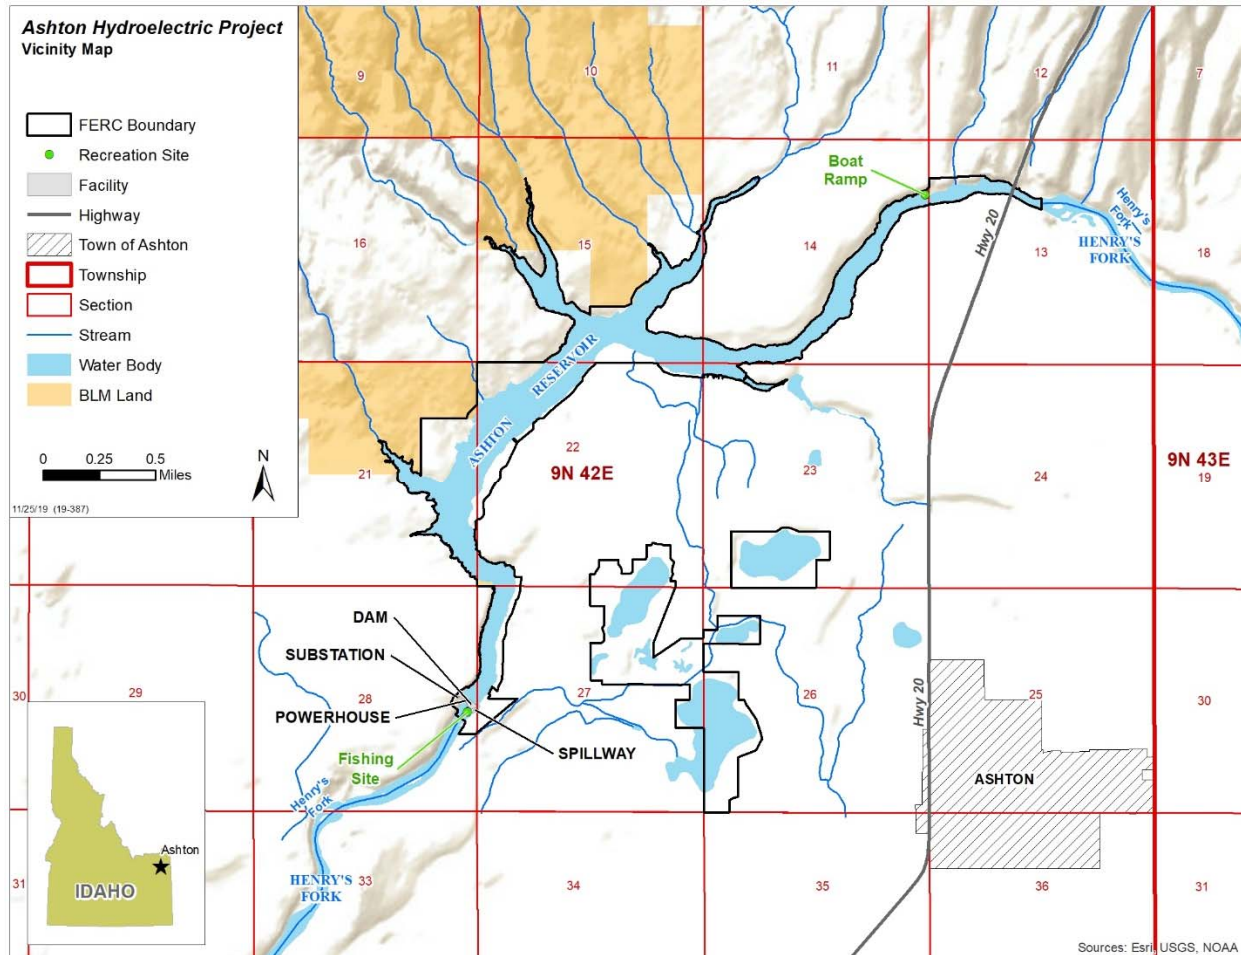 Ashton Hydroelectric Project
Vicinity Map
FERC Boundary
Recreation Site
Facility
Highway
Town of Ashton
Township
Section
Stream
Water Body
BLM Land
0 0.25 0.5
Miles
N
11/25/19 (19-387)
9
10
11
12
7
Boat
Ramp
Henry's
Fork
HENRY'S
FORK
Hwy 20
16
15
14
13
18
ASHTON RESERVOIR
21
22
9N 42E
23
24
9N 43E
19
DAM
SUBSTATION
POWERHOUSE
SPILLWAY
Fishing
Site
30
29
28
27
26
Hwy 20
25
30
ASHTON
Henry's
Fork
HENRY'S
FORK
31
33
34
35
36
31
Ashton
IDAHO
Sources: Esri, USGS, NOAA